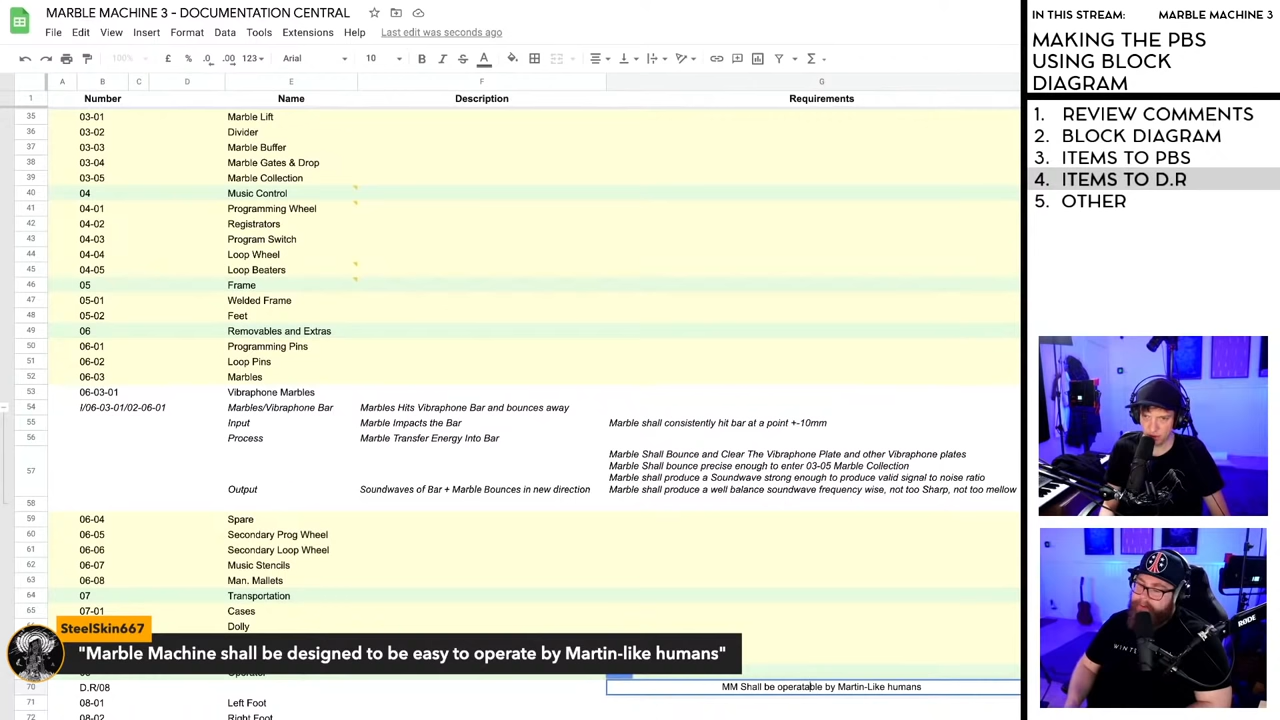 MARBLE MACHINE 3 - DOCUMENTATION CENTRAL
File Edit View Insert Format Data Tools Extensions Help Last edit was seconds ago
100% £ % .0 .00 123 Arial 10 B I S A
A B C D E F G
1 Number Name Description Requirements
35 03-01 Marble Lift
36 03-02 Divider
37 03-03 Marble Buffer
38 03-04 Marble Gates & Drop
39 03-05 Marble Collection
40 04 Music Control
41 04-01 Programming Wheel
42 04-02 Registrators
43 04-03 Program Switch
44 04-04 Loop Wheel
45 04-05 Loop Beaters
46 05 Frame
47 05-01 Welded Frame
48 05-02 Feet
49 06 Removables and Extras
50 06-01 Programming Pins
51 06-02 Loop Pins
52 06-03 Marbles
53 06-03-01 Vibraphone Marbles
54 I/06-03-01/02-06-01 Marbles/Vibraphone Bar Marbles Hits Vibraphone Bar and bounces away
55 Input Marble Impacts the Bar Marble shall consistently hit bar at a point +-10mm
56 Process Marble Transfer Energy Into Bar
Marble Shall Bounce and Clear The Vibraphone Plate and other Vibraphone plates
Marble Shall bounce precise enough to enter 03-05 Marble Collection
57 Marble shall produce a Soundwave strong enough to produce valid signal to noise ratio
Output Soundwaves of Bar + Marble Bounces in new direction Marble shall produce a well balance soundwave frequency wise, not too Sharp, not too mellow
58
59 06-04 Spare
60 06-05 Secondary Prog Wheel
61 06-06 Secondary Loop Wheel
62 06-07 Music Stencils
63 06-08 Man. Mallets
64 07 Transportation
65 07-01 Cases
Dolly
SteelSkin667
"Marble Machine shall be designed to be easy to operate by Martin-like humans"
70 D.R/08 MM Shall be operatable by Martin-Like humans
71 08-01 Left Foot
72 08-02 Right Foot
IN THIS STREAM: MARBLE MACHINE 3
MAKING THE PBS
USING BLOCK
DIAGRAM
1. REVIEW COMMENTS
2. BLOCK DIAGRAM
3. ITEMS TO PBS
4. ITEMS TO D.R
5. OTHER
RØDE